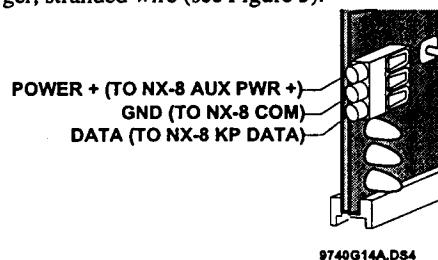 ger, stranded wire (see Figure 5).
POWER + (TO NX-8 AUX PWR +)
GND (TO NX-8 COM)
DATA (TO NX-8 KP DATA)
9740G14A.DS4